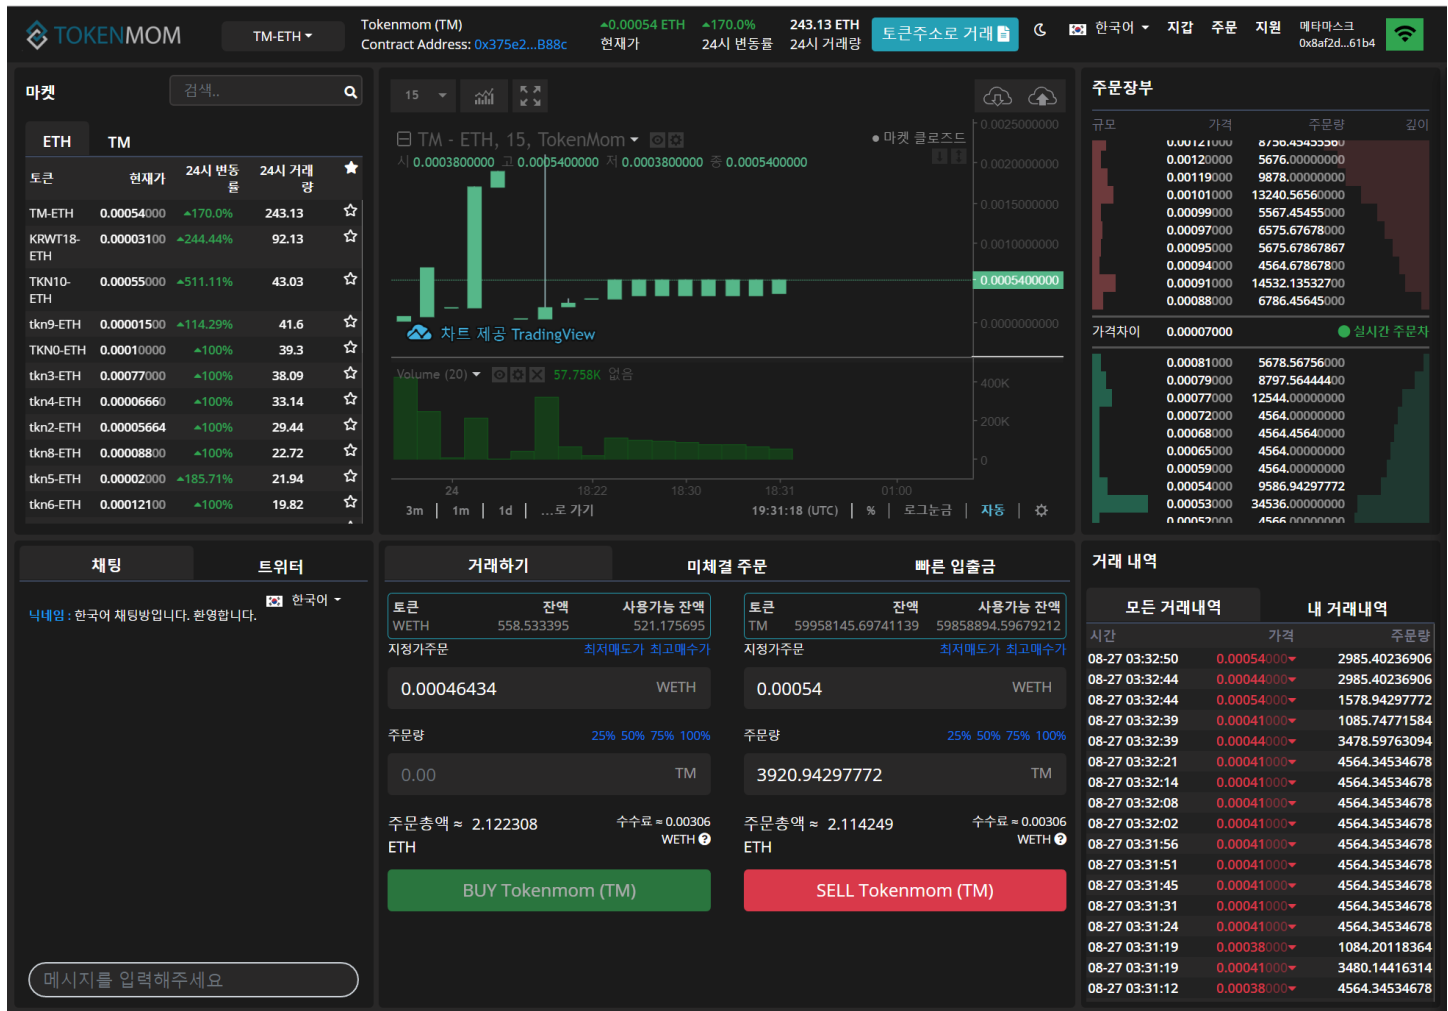 TOKENMOM
TM-ETH
Tokenmom (TM)
Contract Address: 0x375e2...B88c
0.00054 ETH
현재가
170.0%
24시 변동률
243.13 ETH
24시 거래량
토큰주소로 거래
한국어
지갑
주문
지원
메타마스크
0x8af2d...61b4
마켓
검색..
ETH TM
토큰 현재가 24시 변동률 24시 거래량
TM-ETH 0.00054000 170.0% 243.13
KRWT18-ETH 0.00003100 244.44% 92.13
TKN10-ETH 0.00055000 511.11% 43.03
tkn9-ETH 0.00001500 114.29% 41.6
TKN0-ETH 0.00010000 100% 39.3
tkn3-ETH 0.00077000 100% 38.09
tkn4-ETH 0.00006660 100% 33.14
tkn2-ETH 0.00005664 100% 29.44
tkn8-ETH 0.00008800 100% 22.72
tkn5-ETH 0.00002000 185.71% 21.94
tkn6-ETH 0.00012100 100% 19.82
15
TM - ETH, 15, TokenMom
마켓 클로즈드
시 0.0003800000 고 0.0005400000 저 0.0003800000 종 0.0005400000
0.0025000000
0.0020000000
0.0015000000
0.0010000000
0.0005400000
0.0000000000
차트 제공 TradingView
Volume (20) 57.758K 없음
400K
200K
0
24 18:22 18:30 18:31 01:00
3m 1m 1d ...로 가기 19:31:18 (UTC) % 로그눈금 자동
주문장부
규모 가격 주문량 깊이
0.00121000 8756.45455560
0.00120000 5676.00000000
0.00119000 9878.00000000
0.00101000 13240.56560000
0.00099000 5567.45455000
0.00097000 6575.67678000
0.00095000 5675.67867867
0.00094000 4564.67867800
0.00091000 14532.13532700
0.00088000 6786.45645000
가격차이 0.00007000 실시간 주문차
0.00081000 5678.56756000
0.00079000 8797.56444400
0.00077000 12544.00000000
0.00072000 4564.00000000
0.00068000 4564.45640000
0.00065000 4564.00000000
0.00059000 4564.00000000
0.00054000 9586.94297772
0.00053000 34536.00000000
0.00052000 4566.00000000
채팅 트위터
한국어
닉네임 : 한국어 채팅방입니다. 환영합니다.
메시지를 입력해주세요
거래하기 미체결 주문 빠른 입출금
토큰 잔액 사용가능 잔액
WETH 558.533395 521.175695
지정가주문 최저매도가 최고매수가
0.00046434 WETH
주문량 25% 50% 75% 100%
0.00 TM
주문총액 ≈ 2.122308 ETH
수수료 ≈ 0.00306 WETH
BUY Tokenmom (TM)
토큰 잔액 사용가능 잔액
TM 59958145.69741139 59858894.59679212
지정가주문 최저매도가 최고매수가
0.00054 WETH
주문량 25% 50% 75% 100%
3920.94297772 TM
주문총액 ≈ 2.114249 ETH
수수료 ≈ 0.00306 WETH
SELL Tokenmom (TM)
거래 내역
모든 거래내역 내 거래내역
시간 가격 주문량
08-27 03:32:50 0.00054000 2985.40236906
08-27 03:32:44 0.00044000 2985.40236906
08-27 03:32:44 0.00054000 1578.94297772
08-27 03:32:39 0.00041000 1085.74771584
08-27 03:32:39 0.00044000 3478.59763094
08-27 03:32:21 0.00041000 4564.34534678
08-27 03:32:14 0.00041000 4564.34534678
08-27 03:32:08 0.00041000 4564.34534678
08-27 03:32:02 0.00041000 4564.34534678
08-27 03:31:56 0.00041000 4564.34534678
08-27 03:31:51 0.00041000 4564.34534678
08-27 03:31:45 0.00041000 4564.34534678
08-27 03:31:31 0.00041000 4564.34534678
08-27 03:31:24 0.00041000 4564.34534678
08-27 03:31:19 0.00038000 1084.20118364
08-27 03:31:19 0.00041000 3480.14416314
08-27 03:31:12 0.00038000 4564.34534678